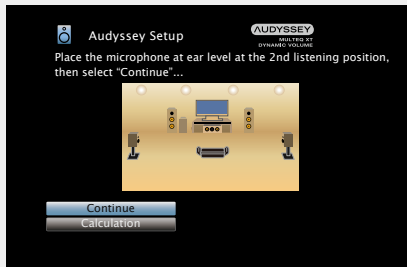 Audyssey Setup
AUDYSSEY
MULTEQ XT
DYNAMIC VOLUME
Place the microphone at ear level at the 2nd listening position,
then select “Continue”...
Continue
Calculation